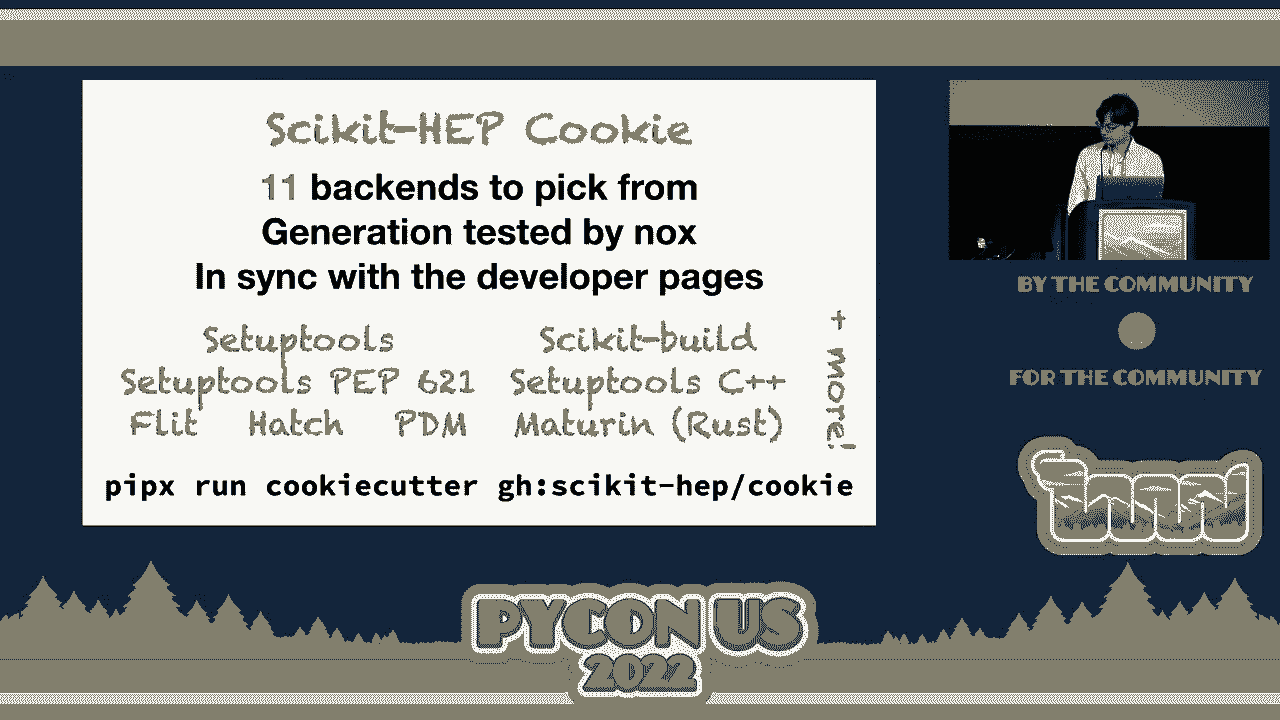 Scikit-HEP Cookie
11 backends to pick from
Generation tested by nox
In sync with the developer pages
Setuptools
Setuptools PEP 621
Flit Hatch PDM
Scikit-build
Setuptools C++
Maturin (Rust)
+ more!
pipx run cookiecutter gh:scikit-hep/cookie
BY THE COMMUNITY
FOR THE COMMUNITY
PYCON US
2022